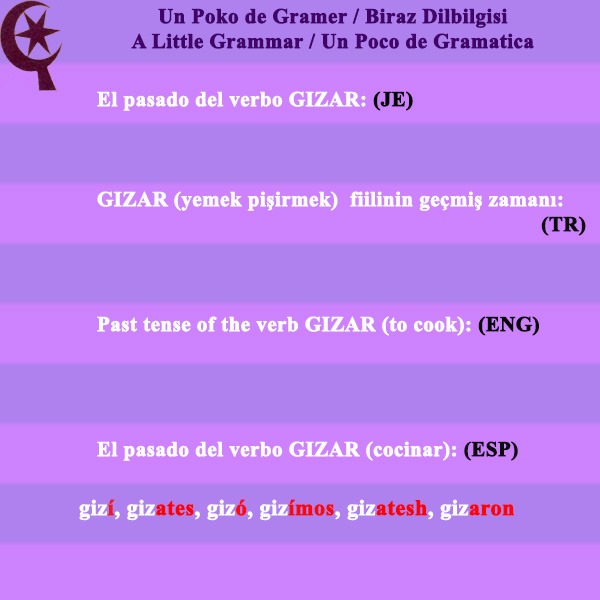 Un Poko de Gramer / Biraz Dilbilgisi
A Little Grammar / Un Poco de Gramatica
El pasado del verbo GIZAR: (JE)
GIZAR (yemek pişirmek) fiilinin geçmiş zamanı:
(TR)
Past tense of the verb GIZAR (to cook): (ENG)
El pasado del verbo GIZAR (cocinar): (ESP)
gizí, gizates, gizó, gizímos, gizatesh, gizaron